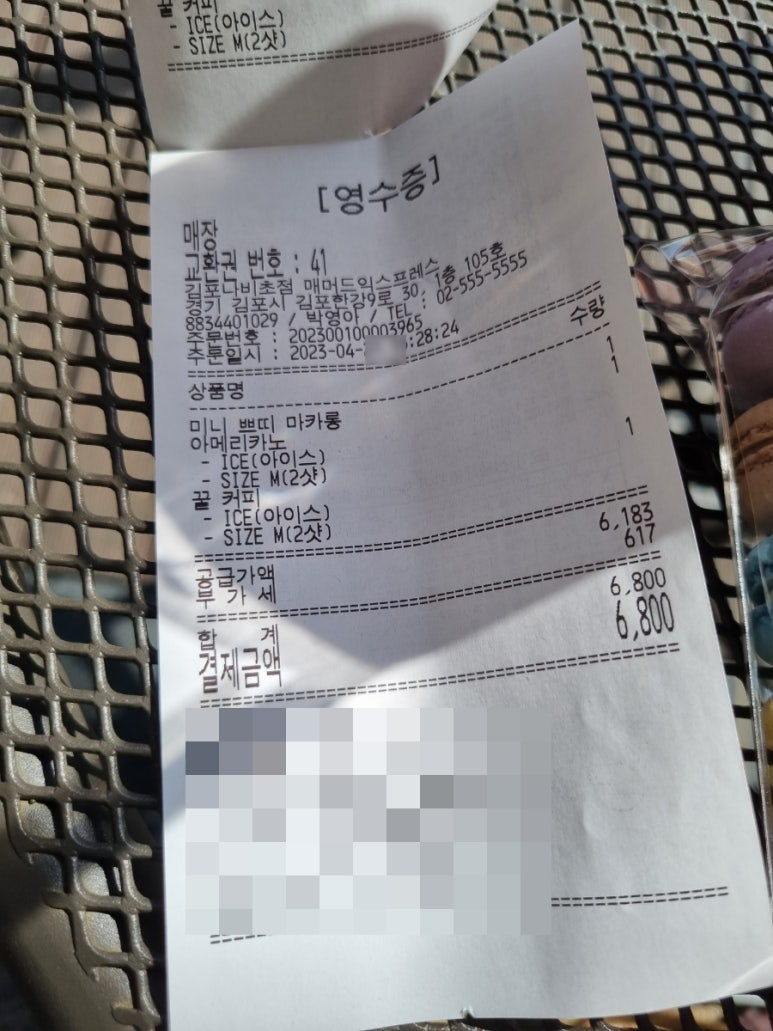 꿀 커피
- ICE(아이스)
- SIZE M(2샷)
[영수증]
매장
교환권 번호 : 41
김포나비초점 매머드익스프레스
경기 김포시 김포한강9로 30, 1층 105호
8834401029 / 박영아 / TEL : 02-555-5555
주문번호 : 202300100003965
주문일시 : 2023-04- :28:24
상품명 수량
미니 쁘띠 마카롱 1
아메리카노 1
- ICE(아이스)
- SIZE M(2샷)
꿀 커피 1
- ICE(아이스)
- SIZE M(2샷)
공급가액 6,183
부 가 세 617
합 계 6,800
결제금액 6,800